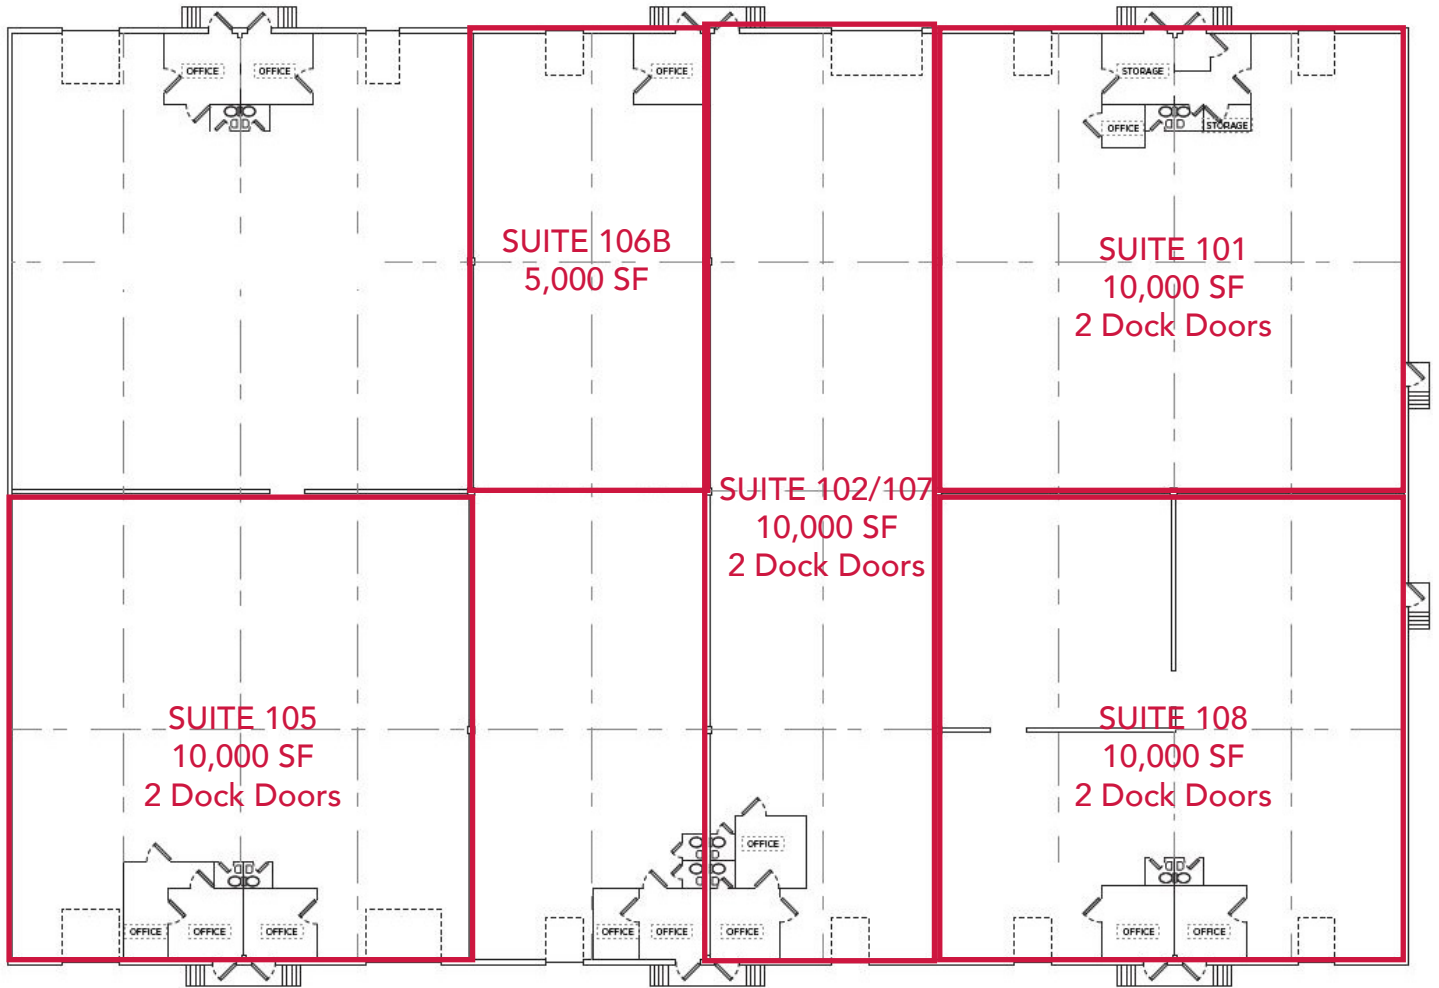 OFFICE
OFFICE
OFFICE
STORAGE
OFFICE
STORAGE
SUITE 106B
5,000 SF
SUITE 101
10,000 SF
2 Dock Doors
SUITE 102/107
10,000 SF
2 Dock Doors
SUITE 105
10,000 SF
2 Dock Doors
SUITE 108
10,000 SF
2 Dock Doors
OFFICE
OFFICE
OFFICE
OFFICE
OFFICE
OFFICE
OFFICE
OFFICE
OFFICE